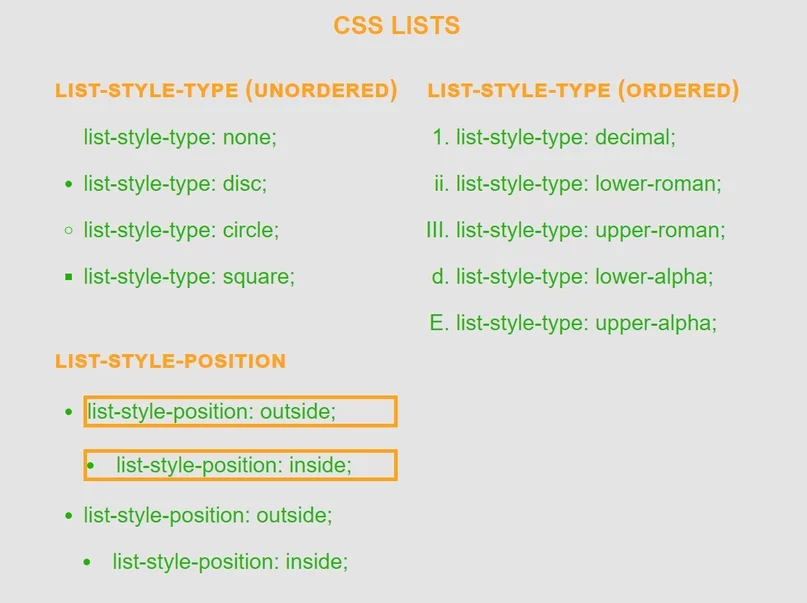 CSS LISTS
LIST-STYLE-TYPE (UNORDERED)
list-style-type: none;
• list-style-type: disc;
○ list-style-type: circle;
▪ list-style-type: square;
LIST-STYLE-TYPE (ORDERED)
1. list-style-type: decimal;
ii. list-style-type: lower-roman;
III. list-style-type: upper-roman;
d. list-style-type: lower-alpha;
E. list-style-type: upper-alpha;
LIST-STYLE-POSITION
• list-style-position: outside;
• list-style-position: inside;
• list-style-position: outside;
• list-style-position: inside;